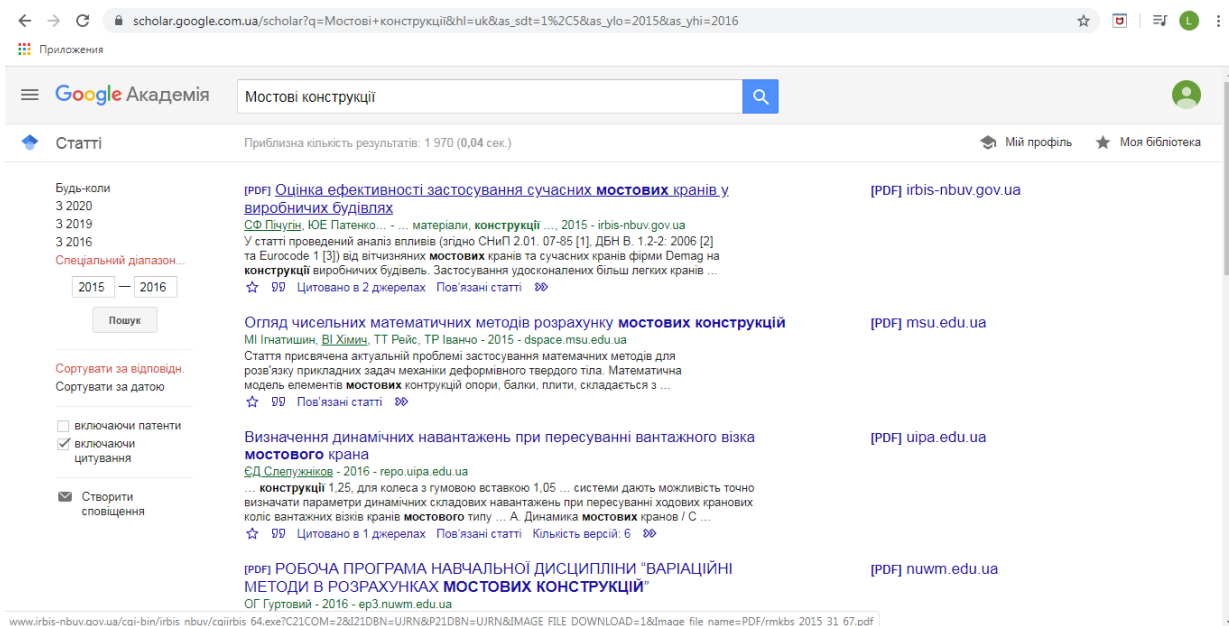 scholar.google.com.ua/scholar?q=Мостові+конструкції&hl=uk&as_sdt=1%2C5&as_ylo=2015&as_yhi=2016
L
Приложения
Google Академія
Мостові конструкції
Статті
Приблизна кількість результатів: 1 970 (0,04 сек.)
Мій профіль
Моя бібліотека
Будь-коли
З 2020
З 2019
З 2016
Спеціальний діапазон...
2015 — 2016
Пошук
Сортувати за відповідн.
Сортувати за датою
включаючи патенти
включаючи
цитування
Створити
сповіщення
[PDF] Оцінка ефективності застосування сучасних мостових кранів у
виробничих будівлях
СФ Пічугін, ЮЕ Патенко... - … матеріали, конструкції …, 2015 - irbis-nbuv.gov.ua
У статті проведений аналіз впливів (згідно СНиП 2.01. 07-85 [1], ДБН В. 1.2-2: 2006 [2]
та Eurocode 1 [3]) від вітчизняних мостових кранів та сучасних кранів фірми Demag на
конструкції виробничих будівель. Застосування удосконалених більш легких кранів …
Цитовано в 2 джерелах Пов'язані статті
[PDF] irbis-nbuv.gov.ua
Огляд чисельних математичних методів розрахунку мостових конструкцій
МІ Ігнатишин, ВІ Хімич, ТТ Рейс, ТР Іванчо - 2015 - dspace.msu.edu.ua
Стаття присвячена актуальній проблемі застосування матемачних методів для
розв'язку прикладних задач механіки деформівного твердого тіла. Математична
модель елементів мостових контрукцій опори, балки, плити, складається з …
Пов'язані статті
[PDF] msu.edu.ua
Визначення динамічних навантажень при пересуванні вантажного візка
мостового крана
ЄД Слепужніков - 2016 - repo.uipa.edu.ua
… конструкції 1,25, для колеса з гумовою вставкою 1,05 … системи дають можливість точно
визначати параметри динамічних складових навантажень при пересуванні ходових кранових
коліс вантажних візків кранів мостового типу … А. Динамика мостових кранов / С …
Цитовано в 1 джерелах Пов'язані статті Кількість версій: 6
[PDF] uipa.edu.ua
[PDF] РОБОЧА ПРОГРАМА НАВЧАЛЬНОЇ ДИСЦИПЛІНИ "ВАРІАЦІЙНІ
МЕТОДИ В РОЗРАХУНКАХ МОСТОВИХ КОНСТРУКЦІЙ"
ОГ Гуртовий - 2016 - ep3.nuwm.edu.ua
[PDF] nuwm.edu.ua
www.irbis-nbuv.gov.ua/cgi-bin/irbis_nbuv/cgiirbis_64.exe?C21COM=2&I21DBN=UJRN&P21DBN=UJRN&IMAGE_FILE_DOWNLOAD=1&Image_file_name=PDF/rmkbs_2015_31_67.pdf